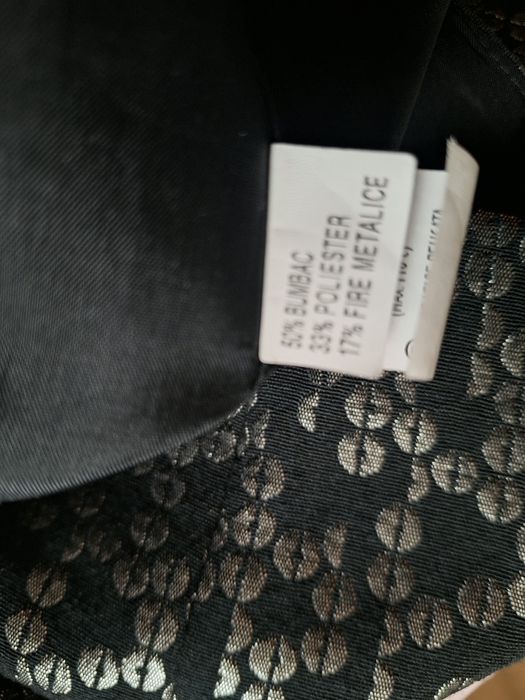 50% BUMBAC
33% POLIESTER
17% FIRE METALICE